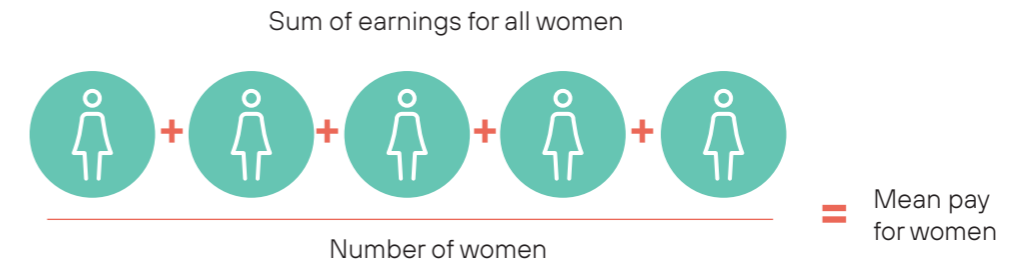 Sum of earnings for all women
+ + + +
= Mean pay
for women
Number of women